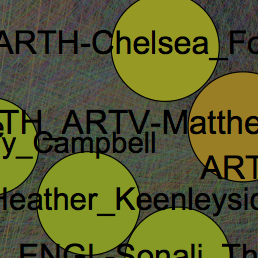 ARTH-Chelsea_Fo
TH_ARTV-Matthe
y_Campbell
ART
Heather_Keenleysid
ENGL-Sonali_Th